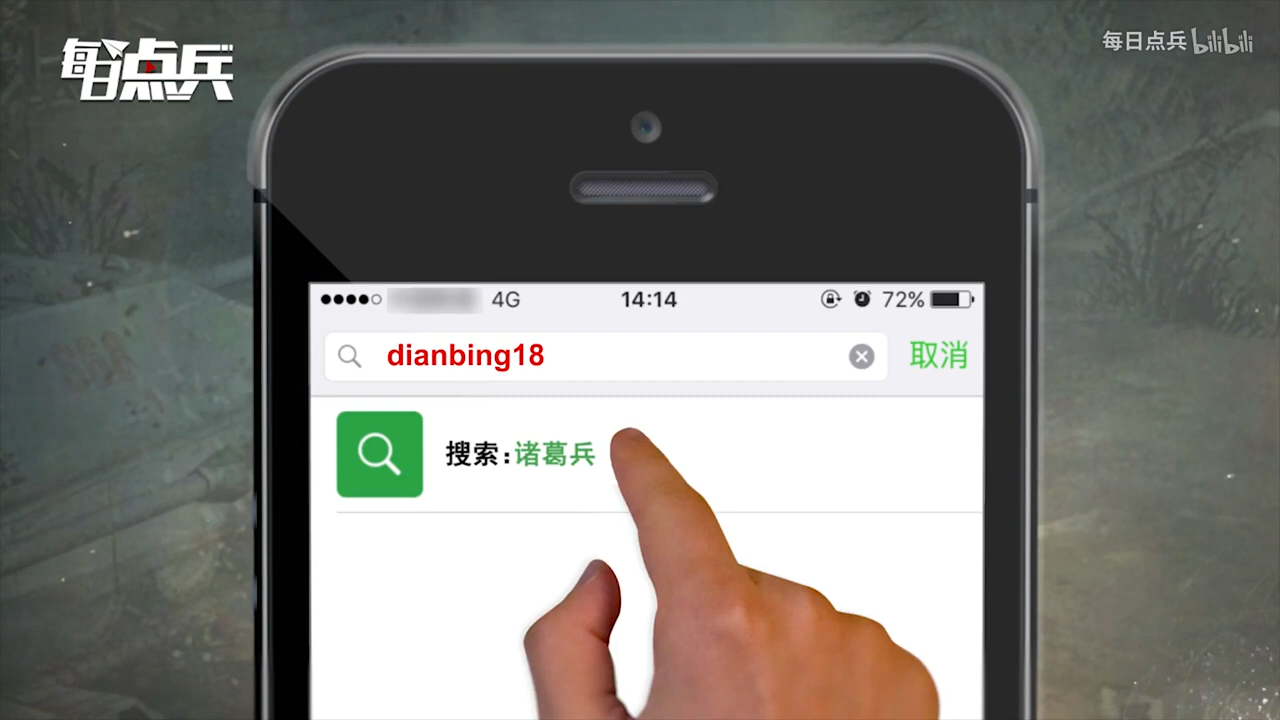 每日点兵
每日点兵 bilibili
4G 14:14 72%
dianbing18 取消
搜索:诸葛兵